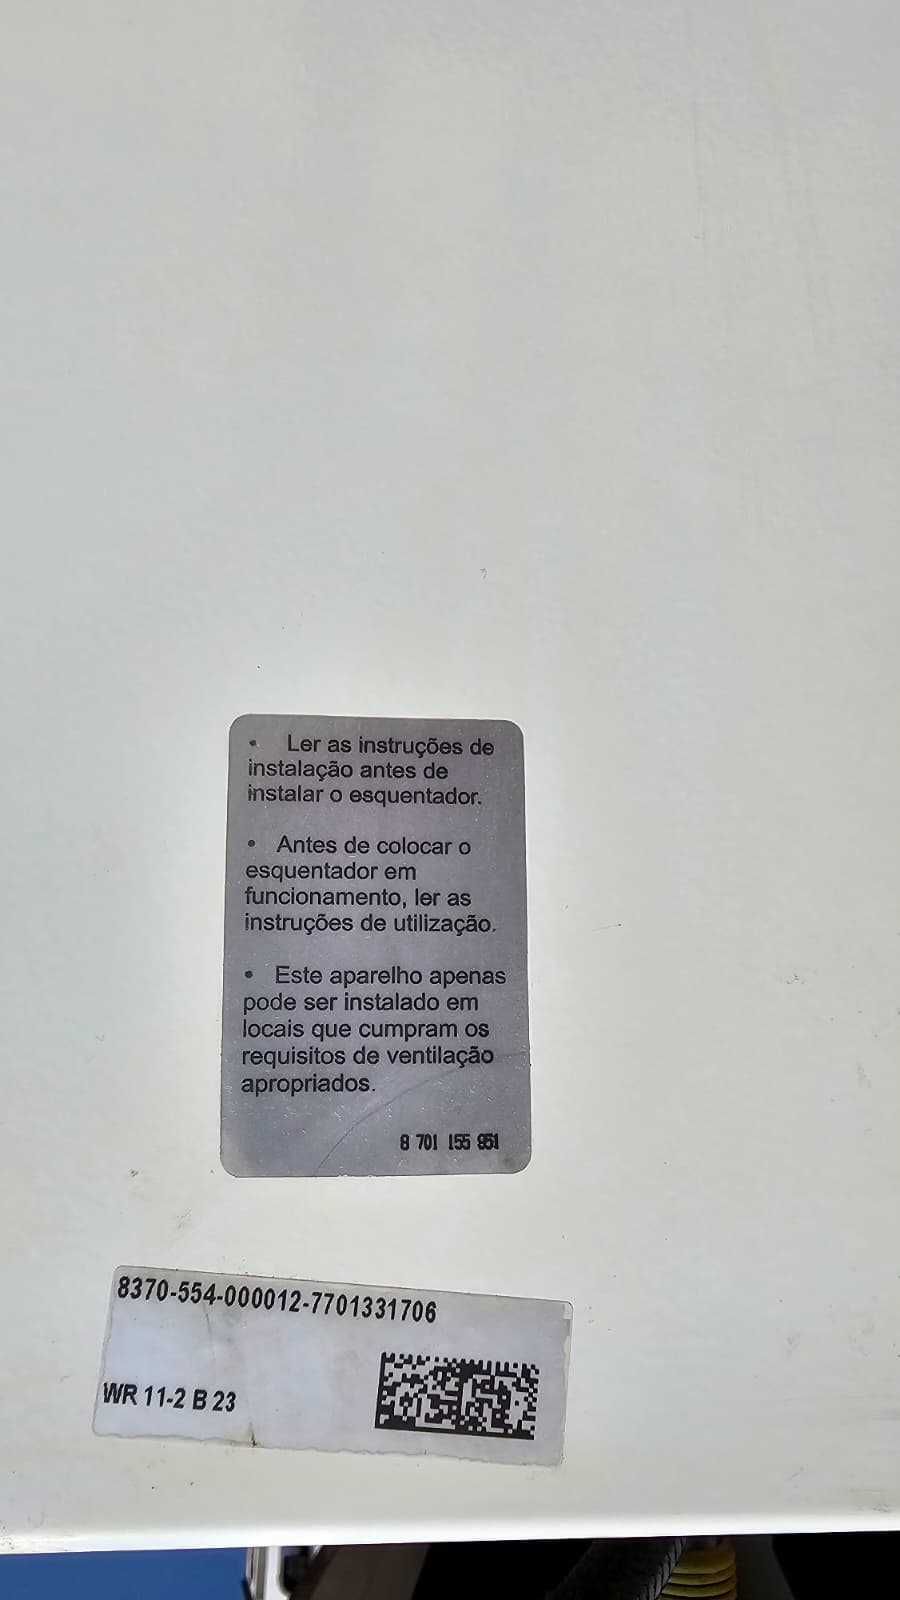 • Ler as instruções de
instalação antes de
instalar o esquentador.
• Antes de colocar o
esquentador em
funcionamento, ler as
instruções de utilização.
• Este aparelho apenas
pode ser instalado em
locais que cumpram os
requisitos de ventilação
apropriados.
8 701 155 951
8370-554-000012-7701331706
WR 11-2 B 23